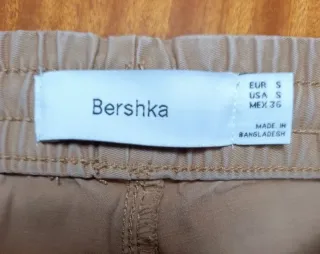 Bershka
EUR S
USA S
MEX 36
MADE IN
BANGLADESH